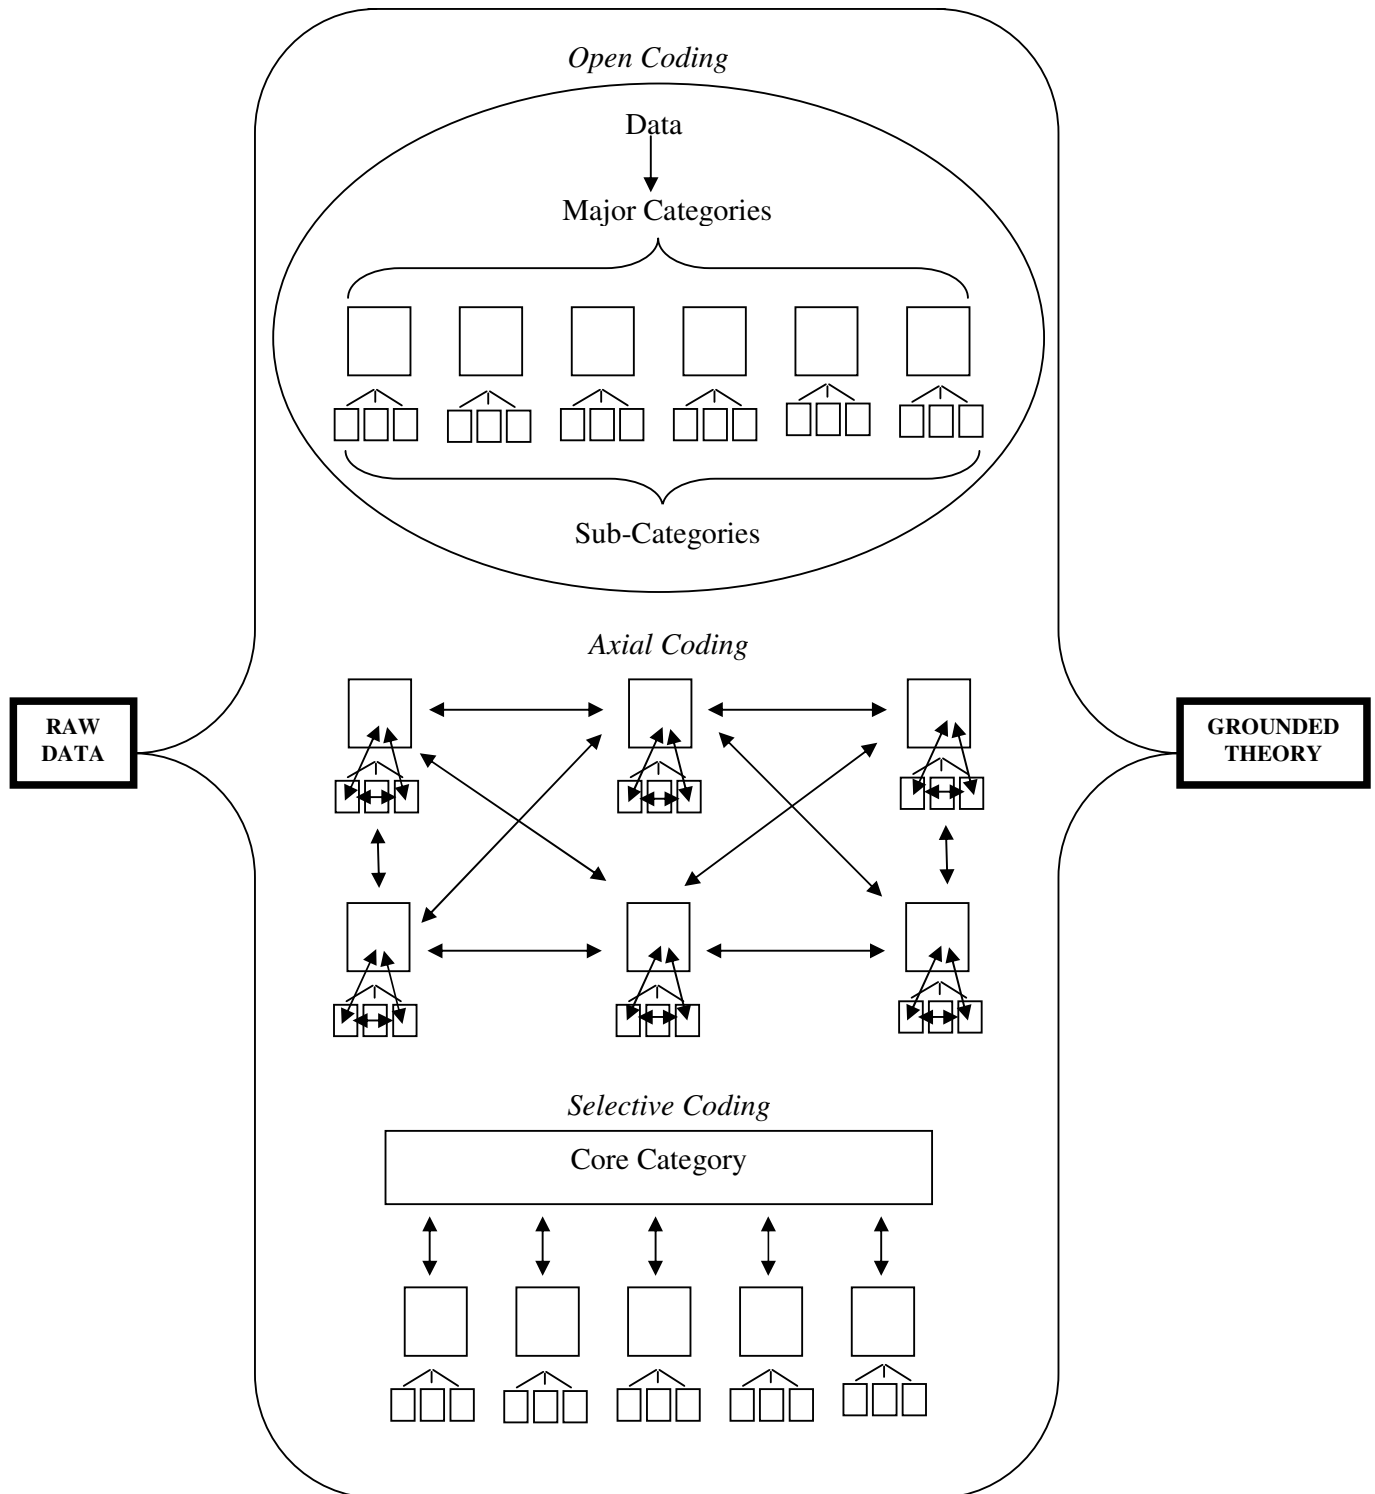 Open Coding
Data
Major Categories
Sub-Categories
Axial Coding
RAW
DATA
GROUNDED
THEORY
Selective Coding
Core Category